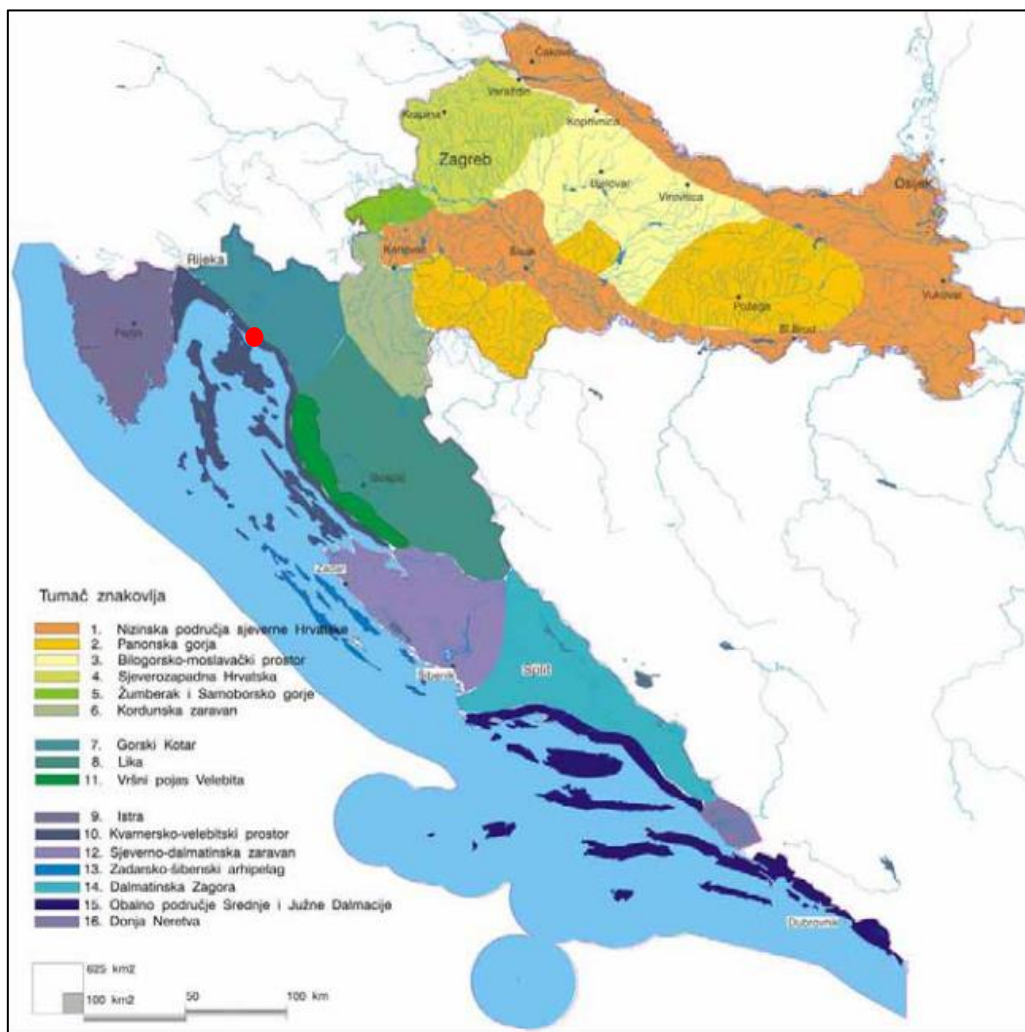 Čakovec
Varaždin
Krapina
Koprivnica
Zagreb
Bjelovar
Virovnica
Osijek
Karlovac
Sisak
Rijeka
Požega
Vukovar
Pazin
Sl.Brod
Gospić
Zadar
Šibenik
Split
Dubrovnik
Tumač znakovlja
1. Nizinska područja sjeverne Hrvatske
2. Panonska gorja
3. Bilogorsko-moslavački prostor
4. Sjeverozapadna Hrvatska
5. Žumberak i Samoborsko gorje
6. Kordunska zaravan
7. Gorski Kotar
8. Lika
11. Vršni pojas Velebita
9. Istra
10. Kvarnersko-velebitski prostor
12. Sjeverno-dalmatinska zaravan
13. Zadarsko-šibenski arhipelag
14. Dalmatinska Zagora
15. Obalno područje Srednje i Južne Dalmacije
16. Donja Neretva
625 km2
100 km2 50 100 km